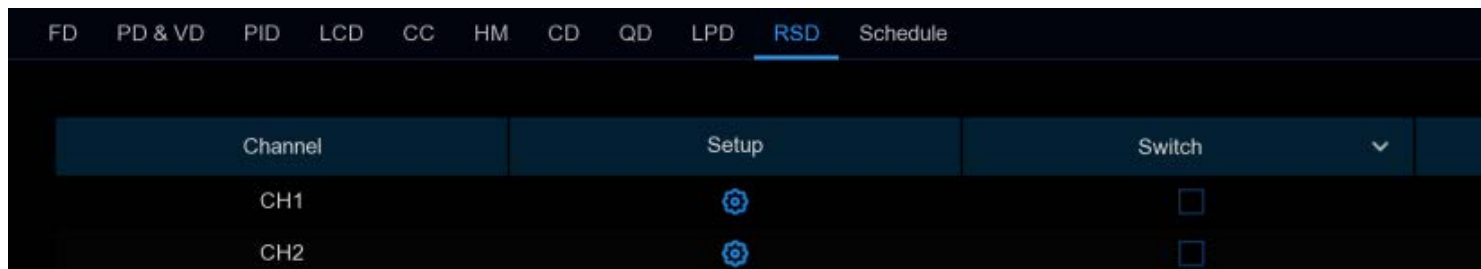 FD PD & VD PID LCD CC HM CD QD LPD RSD Schedule
Channel Setup Switch
CH1
CH2